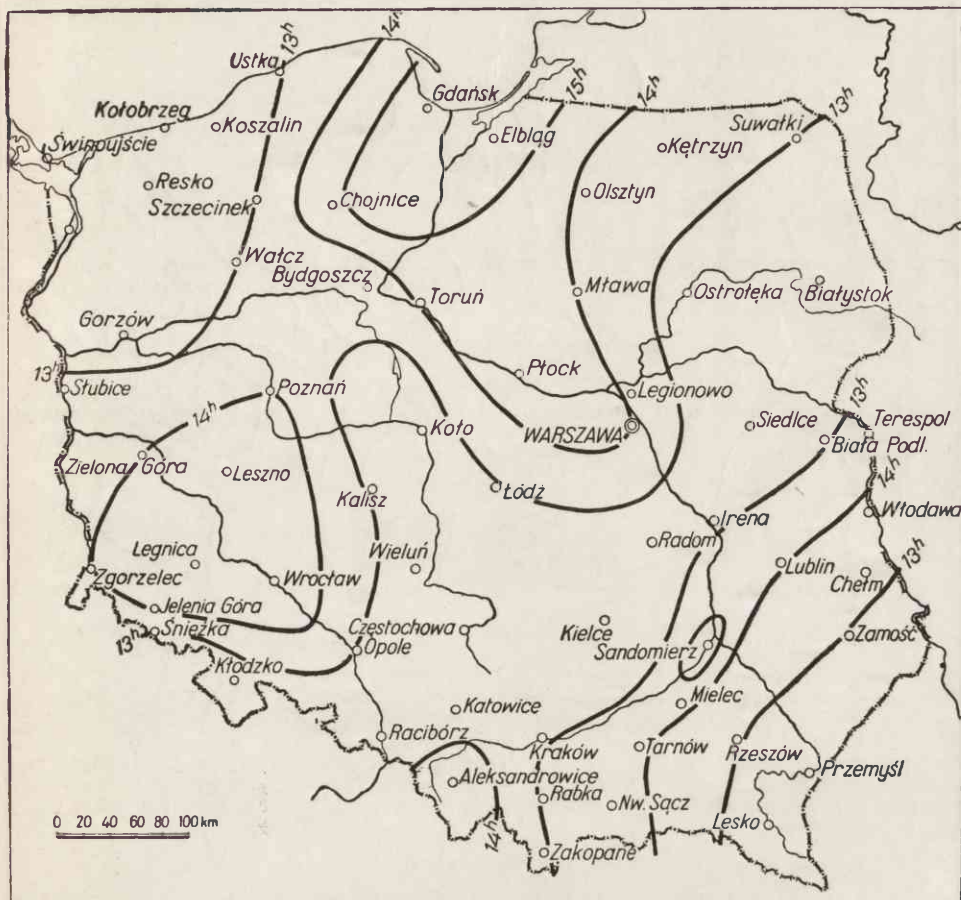 13h
14h
Ustka
Gdańsk
15h
14h
13h
Kołobrzeg
Koszalin
Elbląg
Suwałki
Świnoujście
Kętrzyn
Resko
Szczecinek
Chojnice
Olsztyn
Wałcz
Bydgoszcz
Toruń
Mława
Ostrołęka
Białystok
Gorzów
13h
Słubice
Płock
Poznań
Legionowo
14h
13h
Koło
WARSZAWA
Siedlce
Terespol
Biała Podl.
Zielona Góra
Leszno
Kalisz
Łódź
14h
Włodawa
Irena
Radom
Legnica
Wieluń
Lublin
13h
Zgorzelec
Wrocław
Chełm
Jelenia Góra
13h
Śnieżka
Częstochowa
Kielce
Zamość
Opole
Sandomierz
Kłodzko
Mielec
Katowice
Racibórz
Kraków
Tarnów
Rzeszów
Przemyśl
Aleksandrowice
Rabka
Nw. Sącz
Lesko
14h
Zakopane
0 20 40 60 80 100 km